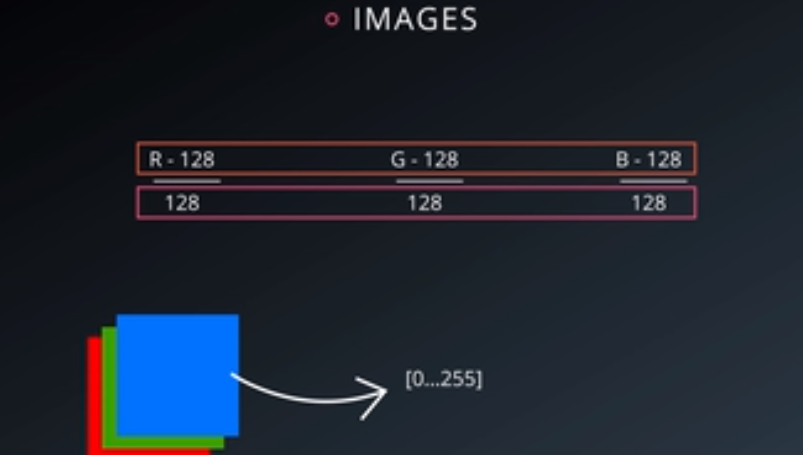 IMAGES
R - 128 G - 128 B - 128
128 128 128
[0...255]